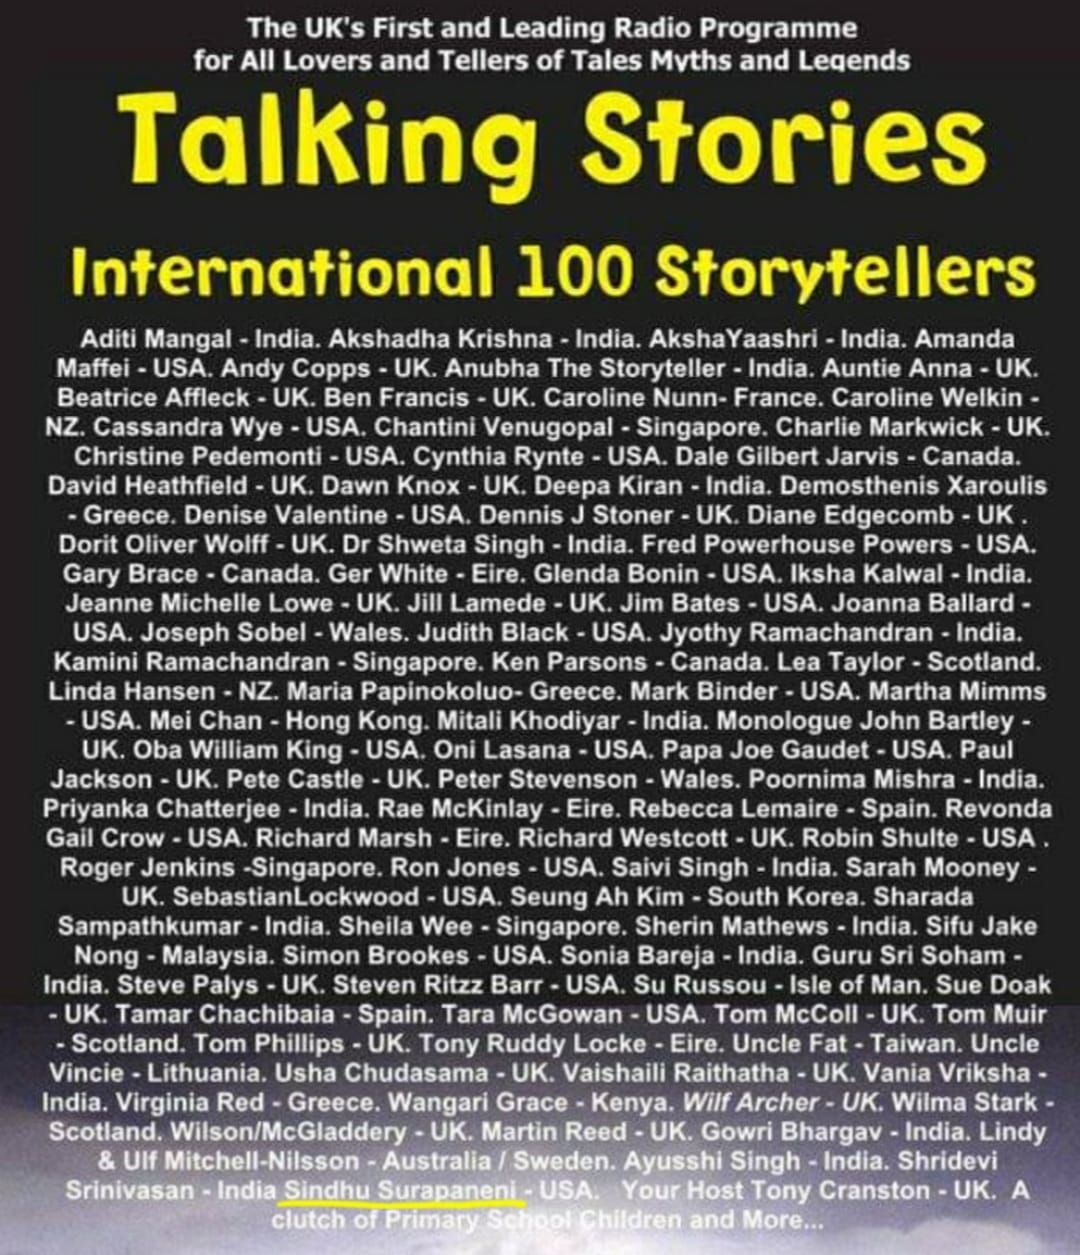 The UK's First and Leading Radio Programme
for All Lovers and Tellers of Tales Myths and Legends
Talking Stories
International 100 Storytellers
Aditi Mangal - India. Akshadha Krishna - India. AkshaYaashri - India. Amanda
Maffei - USA. Andy Copps - UK. Anubha The Storyteller - India. Auntie Anna - UK.
Beatrice Affleck - UK. Ben Francis - UK. Caroline Nunn- France. Caroline Welkin -
NZ. Cassandra Wye - USA. Chantini Venugopal - Singapore. Charlie Markwick - UK.
Christine Pedemonti - USA. Cynthia Rynte - USA. Dale Gilbert Jarvis - Canada.
David Heathfield - UK. Dawn Knox - UK. Deepa Kiran - India. Demosthenis Xaroulis
- Greece. Denise Valentine - USA. Dennis J Stoner - UK. Diane Edgecomb - UK .
Dorit Oliver Wolff - UK. Dr Shweta Singh - India. Fred Powerhouse Powers - USA.
Gary Brace - Canada. Ger White - Eire. Glenda Bonin - USA. Iksha Kalwal - India.
Jeanne Michelle Lowe - UK. Jill Lamede - UK. Jim Bates - USA. Joanna Ballard -
USA. Joseph Sobel - Wales. Judith Black - USA. Jyothy Ramachandran - India.
Kamini Ramachandran - Singapore. Ken Parsons - Canada. Lea Taylor - Scotland.
Linda Hansen - NZ. Maria Papinokoluo- Greece. Mark Binder - USA. Martha Mimms
- USA. Mei Chan - Hong Kong. Mitali Khodiyar - India. Monologue John Bartley -
UK. Oba William King - USA. Oni Lasana - USA. Papa Joe Gaudet - USA. Paul
Jackson - UK. Pete Castle - UK. Peter Stevenson - Wales. Poornima Mishra - India.
Priyanka Chatterjee - India. Rae McKinlay - Eire. Rebecca Lemaire - Spain. Revonda
Gail Crow - USA. Richard Marsh - Eire. Richard Westcott - UK. Robin Shulte - USA .
Roger Jenkins -Singapore. Ron Jones - USA. Saivi Singh - India. Sarah Mooney -
UK. SebastianLockwood - USA. Seung Ah Kim - South Korea. Sharada
Sampathkumar - India. Sheila Wee - Singapore. Sherin Mathews - India. Sifu Jake
Nong - Malaysia. Simon Brookes - USA. Sonia Bareja - India. Guru Sri Soham -
India. Steve Palys - UK. Steven Ritzz Barr - USA. Su Russou - Isle of Man. Sue Doak
- UK. Tamar Chachibaia - Spain. Tara McGowan - USA. Tom McColl - UK. Tom Muir
- Scotland. Tom Phillips - UK. Tony Ruddy Locke - Eire. Uncle Fat - Taiwan. Uncle
Vincie - Lithuania. Usha Chudasama - UK. Vaishaili Raithatha - UK. Vania Vriksha -
India. Virginia Red - Greece. Wangari Grace - Kenya. Wilf Archer - UK. Wilma Stark -
Scotland. Wilson/McGladdery - UK. Martin Reed - UK. Gowri Bhargav - India. Lindy
& Ulf Mitchell-Nilsson - Australia / Sweden. Ayusshi Singh - India. Shridevi
Srinivasan - India Sindhu Surapaneni - USA. Your Host Tony Cranston - UK. A
clutch of Primary School Children and More...